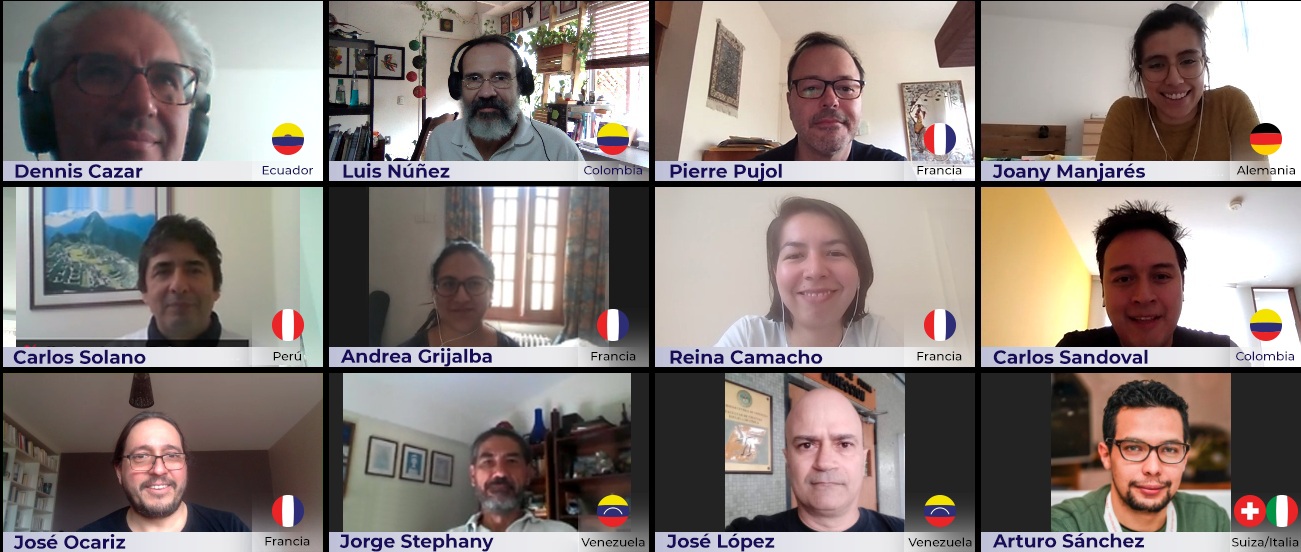 Dennis Cazar
Ecuador
Luis Núñez
Colombia
Pierre Pujol
Francia
Joany Manjarés
Alemania
Carlos Solano
Perú
Andrea Grijalba
Francia
Reina Camacho
Francia
Carlos Sandoval
Colombia
José Ocariz
Francia
Jorge Stephany
Venezuela
José López
Venezuela
Arturo Sánchez
Suiza/Italia